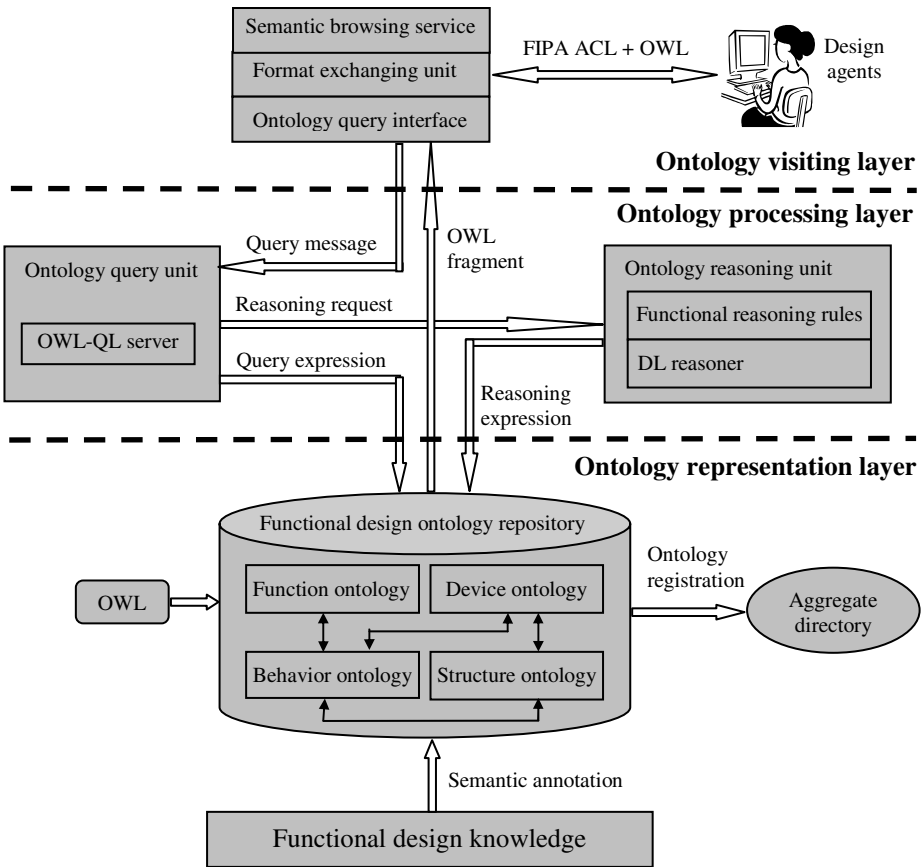 Semantic browsing service
Format exchanging unit
Ontology query interface
FIPA ACL + OWL
Design
agents
Ontology visiting layer
Ontology processing layer
Query message
OWL
fragment
Ontology query unit
OWL-QL server
Reasoning request
Query expression
Ontology reasoning unit
Functional reasoning rules
DL reasoner
Reasoning
expression
Ontology representation layer
Functional design ontology repository
Function ontology
Device ontology
Behavior ontology
Structure ontology
OWL
Ontology
registration
Aggregate
directory
Semantic annotation
Functional design knowledge